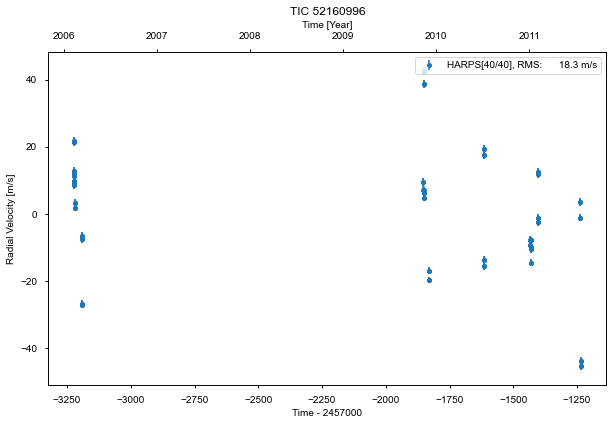 TIC 52160996
Time [Year]
2006 2007 2008 2009 2010 2011
HARPS[40/40], RMS: 18.3 m/s
Radial Velocity [m/s]
40
20
0
−20
−40
−3250 −3000 −2750 −2500 −2250 −2000 −1750 −1500 −1250
Time - 2457000